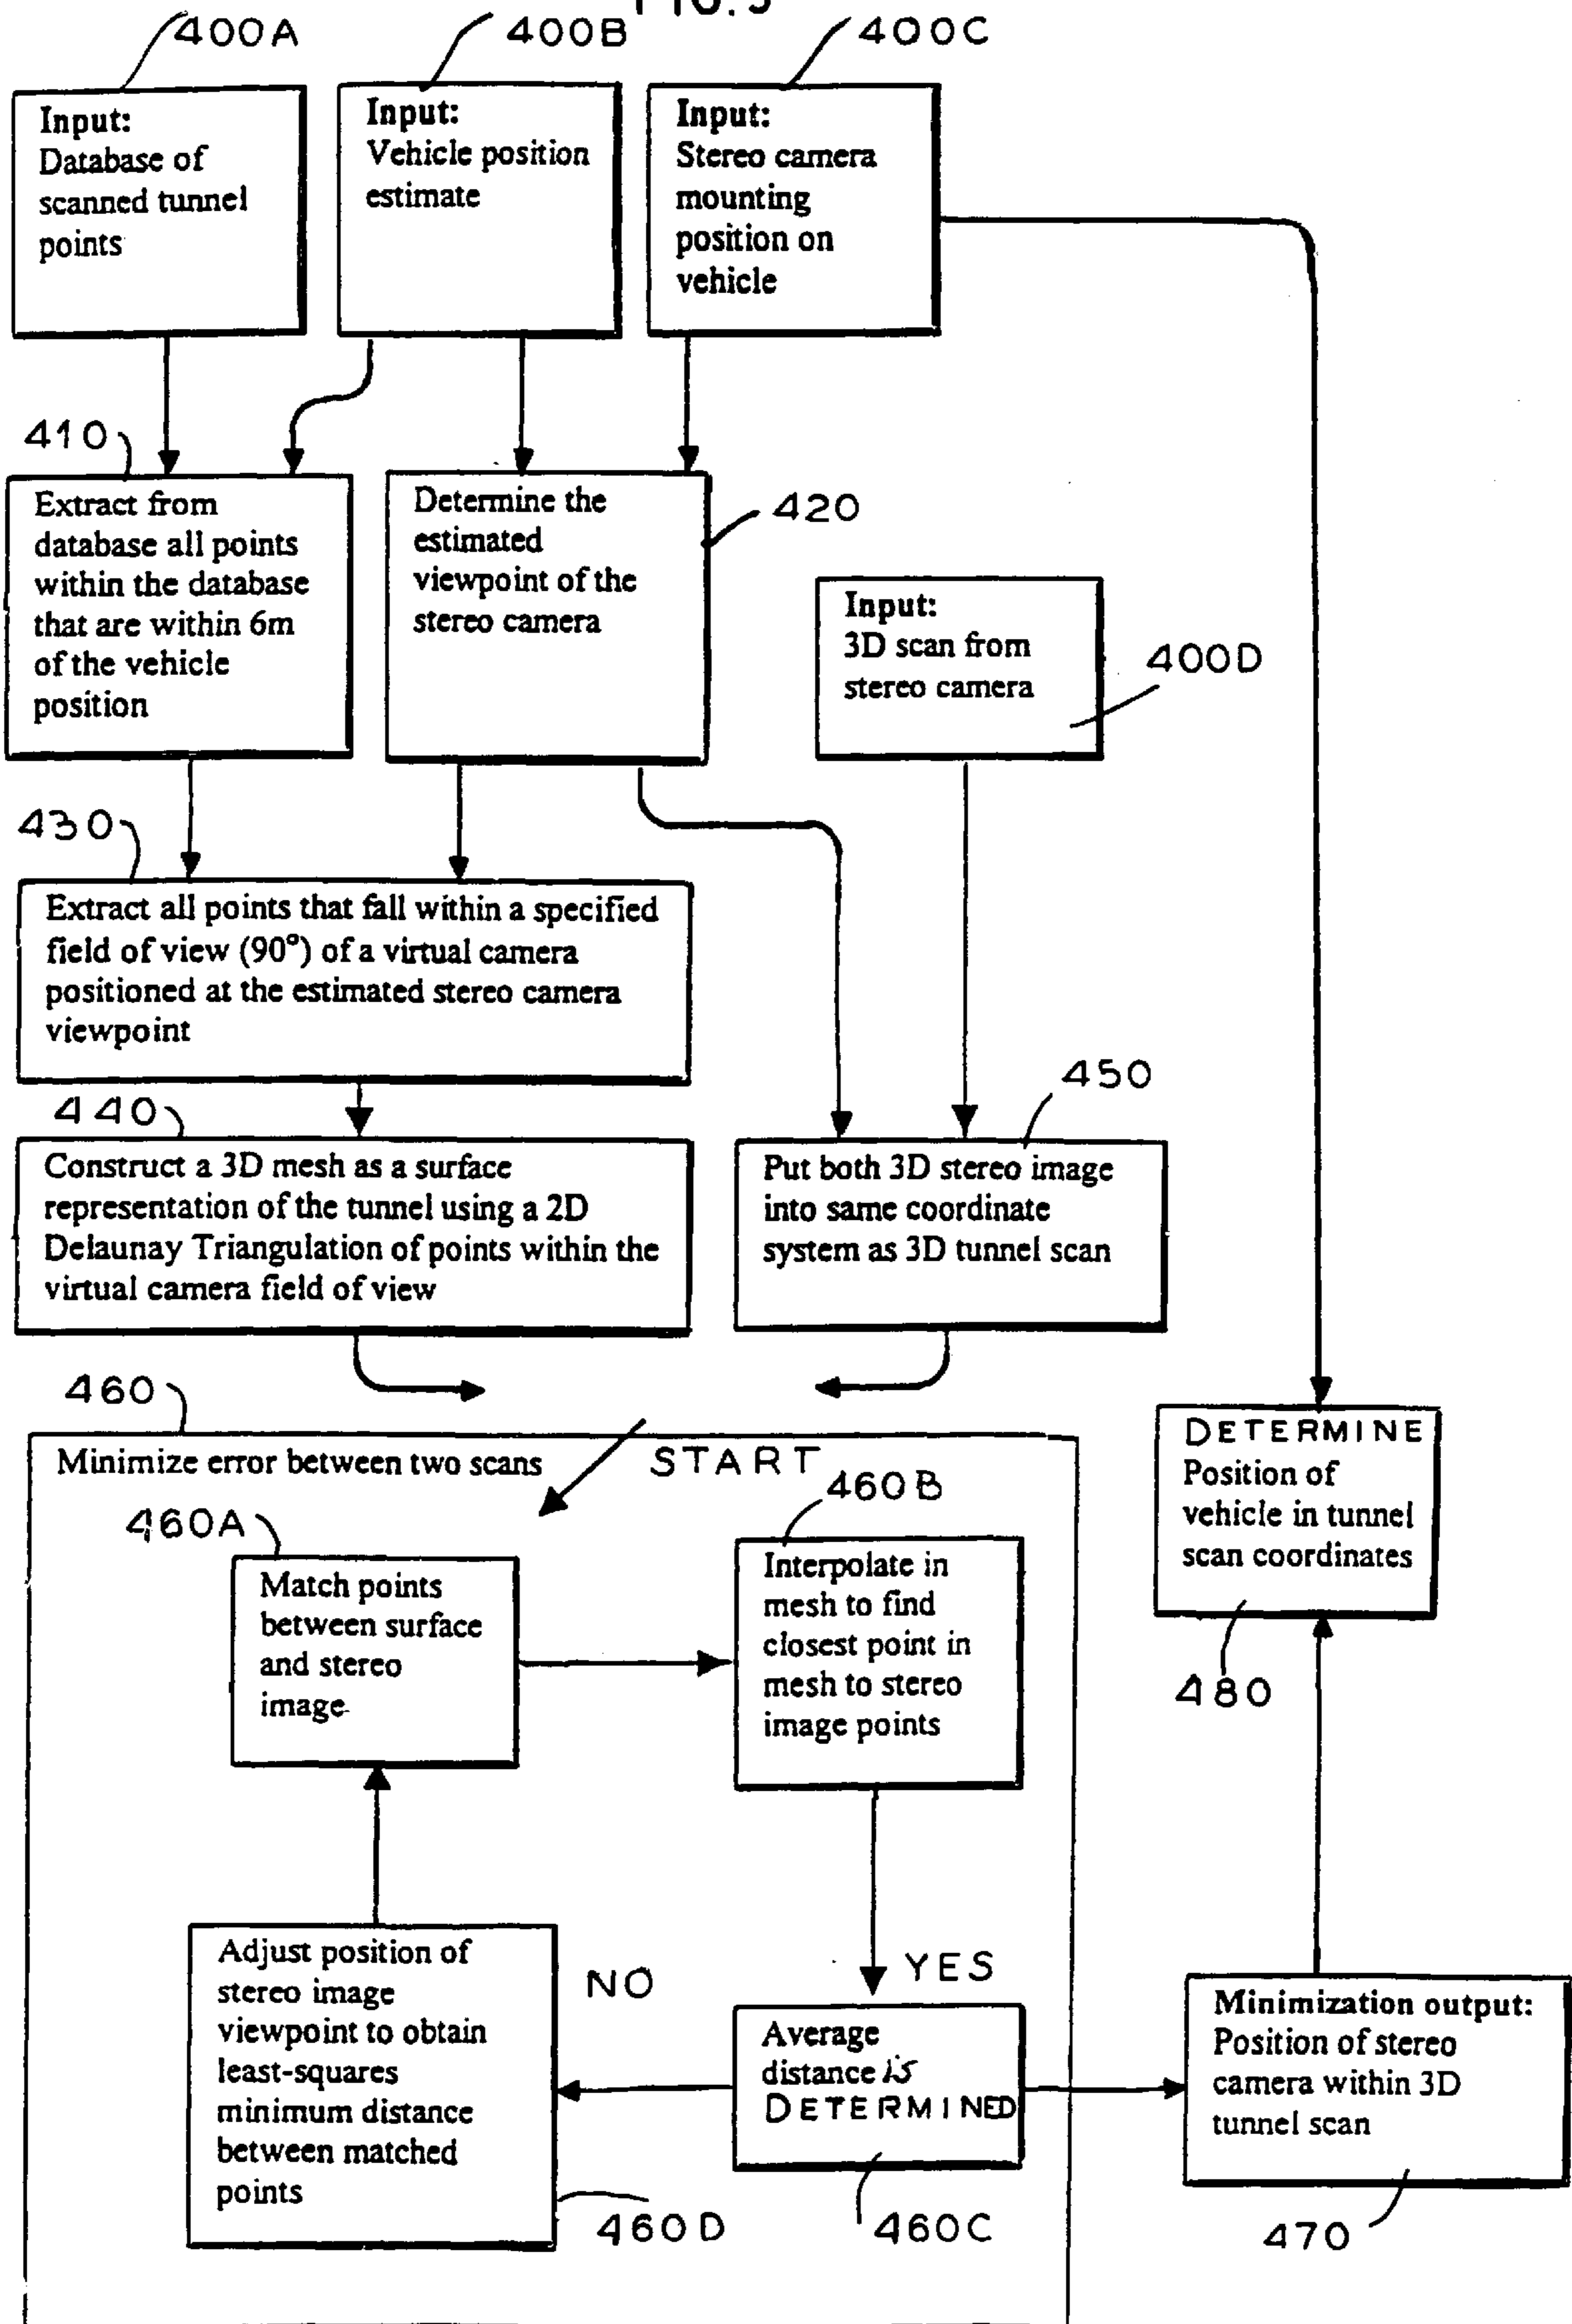 FIG. 5
400A
400B
400C
Input:
Database of
scanned tunnel
points
Input:
Vehicle position
estimate
Input:
Stereo camera
mounting
position on
vehicle
410
Extract from
database all points
within the database
that are within 6m
of the vehicle
position
Determine the
estimated
viewpoint of the
stereo camera
420
Input:
3D scan from
stereo camera
400D
430
Extract all points that fall within a specified
field of view (90°) of a virtual camera
positioned at the estimated stereo camera
viewpoint
440
Construct a 3D mesh as a surface
representation of the tunnel using a 2D
Delaunay Triangulation of points within the
virtual camera field of view
450
Put both 3D stereo image
into same coordinate
system as 3D tunnel scan
460
Minimize error between two scans
START
460A
Match points
between surface
and stereo
image
460B
Interpolate in
mesh to find
closest point in
mesh to stereo
image points
DETERMINE
Position of
vehicle in tunnel
scan coordinates
480
Adjust position of
stereo image
viewpoint to obtain
least-squares
minimum distance
between matched
points
NO
YES
460D
Average
distance is
DETERMINED
460C
Minimization output:
Position of stereo
camera within 3D
tunnel scan
470